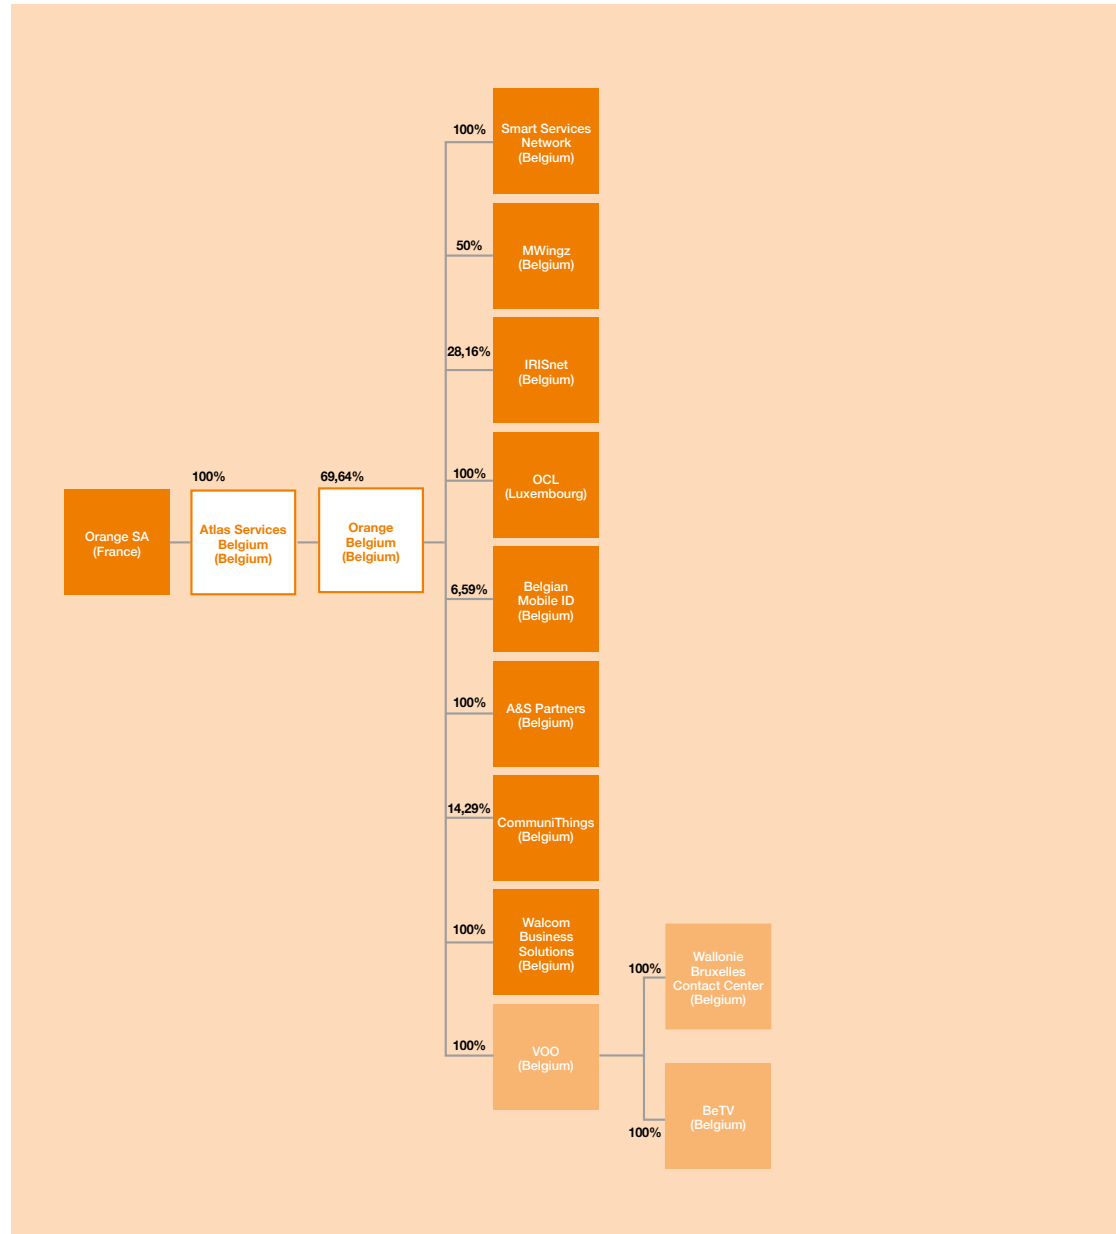 Orange SA
(France)
100%
Atlas Services
Belgium
(Belgium)
69,64%
Orange
Belgium
(Belgium)
100%
Smart Services
Network
(Belgium)
50%
MWingz
(Belgium)
28,16%
IRISnet
(Belgium)
100%
OCL
(Luxembourg)
6,59%
Belgian
Mobile ID
(Belgium)
100%
A&S Partners
(Belgium)
14,29%
CommuniThings
(Belgium)
100%
Walcom
Business
Solutions
(Belgium)
100%
VOO
(Belgium)
100%
Wallonie
Bruxelles
Contact Center
(Belgium)
100%
BeTV
(Belgium)